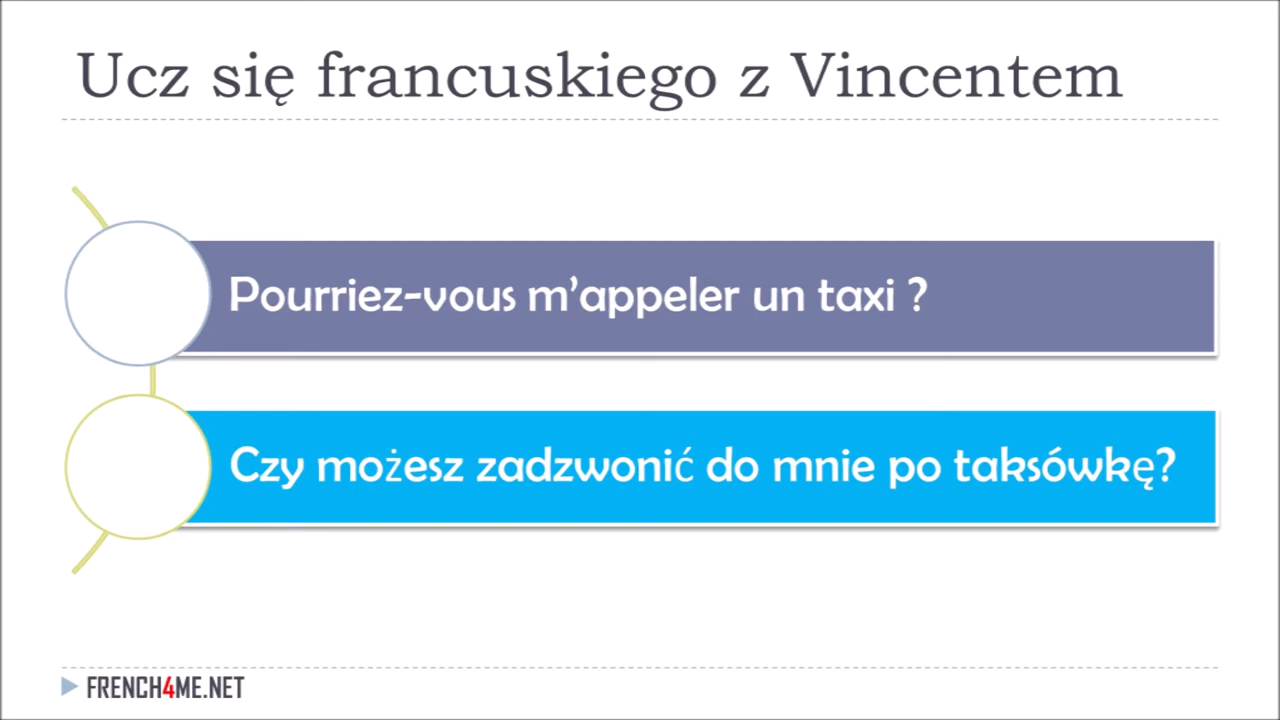 Ucz się francuskiego z Vincentem
Pourriez-vous m’appeler un taxi ?
Czy możesz zadzwonić do mnie po taksówkę?
FRENCH4ME.NET